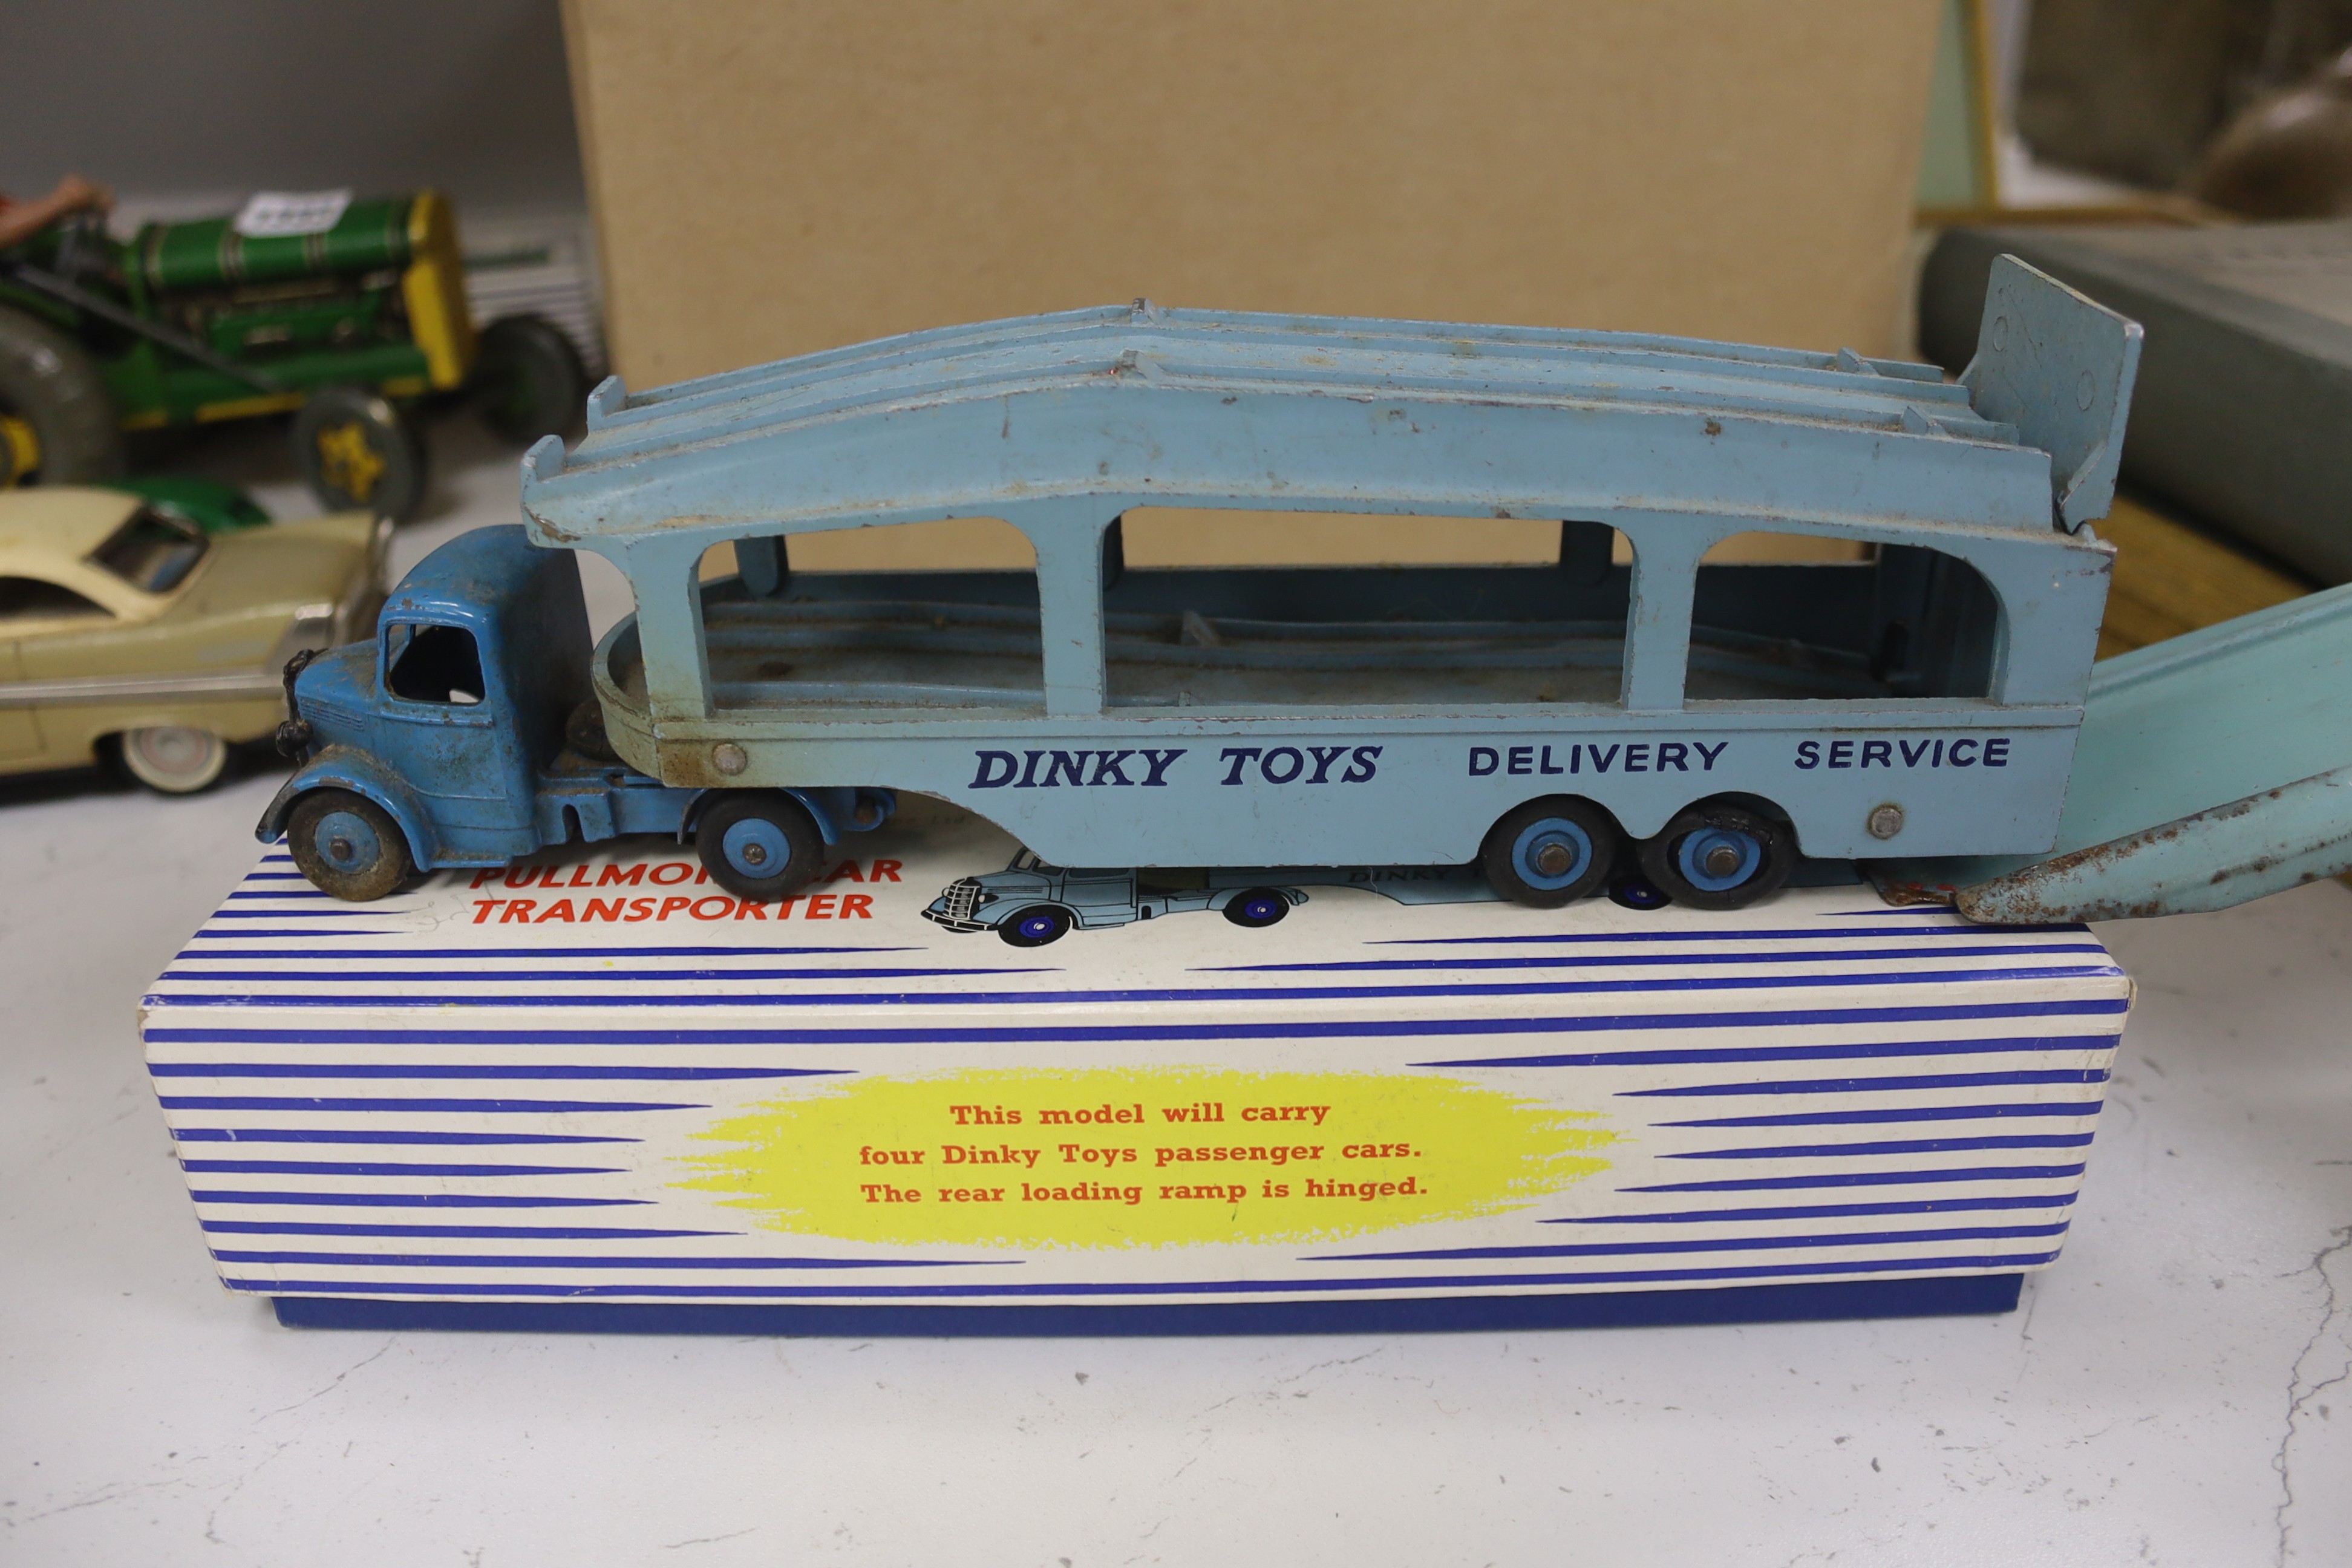 DINKY TOYS DELIVERY SERVICE
TRANSPORTER
This model will carry
four Dinky Toys passenger cars.
The rear loading ramp is hinged.